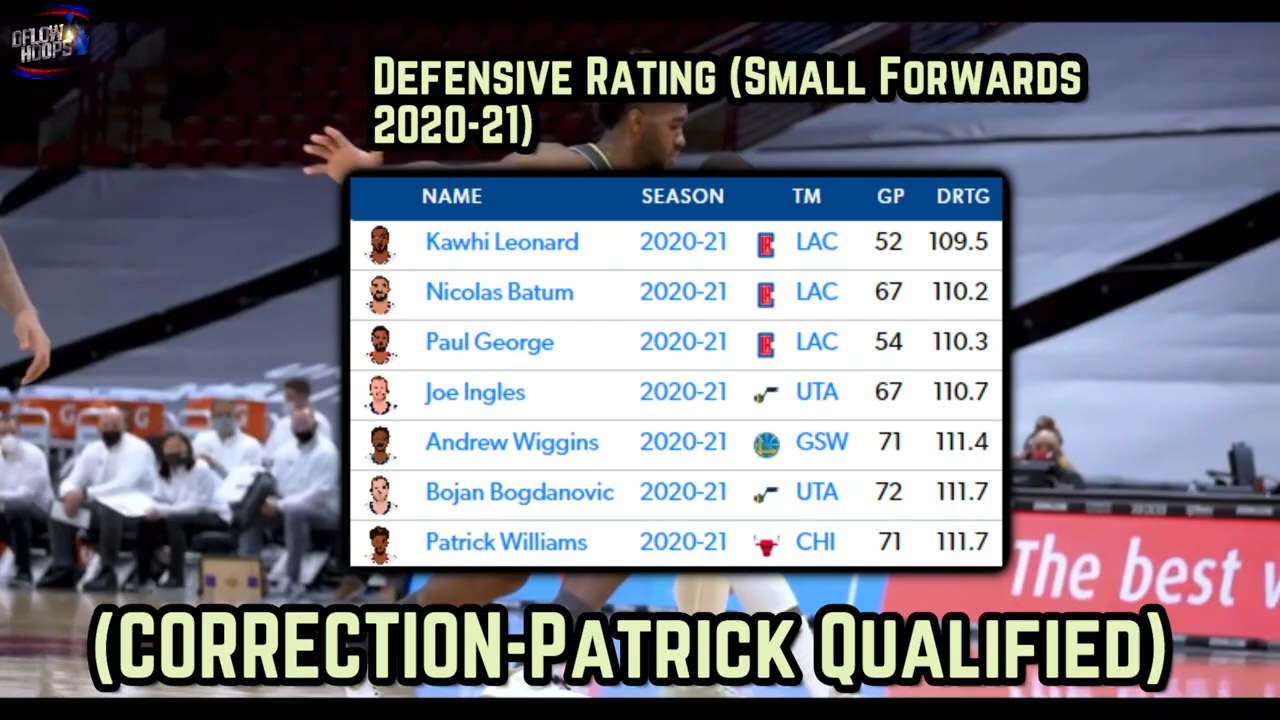 DFLOW
HOOPS
DEFENSIVE RATING (SMALL FORWARDS
2020-21)
NAME SEASON TM GP DRTG
Kawhi Leonard 2020-21 LAC 52 109.5
Nicolas Batum 2020-21 LAC 67 110.2
Paul George 2020-21 LAC 54 110.3
Joe Ingles 2020-21 UTA 67 110.7
Andrew Wiggins 2020-21 GSW 71 111.4
Bojan Bogdanovic 2020-21 UTA 72 111.7
Patrick Williams 2020-21 CHI 71 111.7
The best
(CORRECTION-PATRICK QUALIFIED)